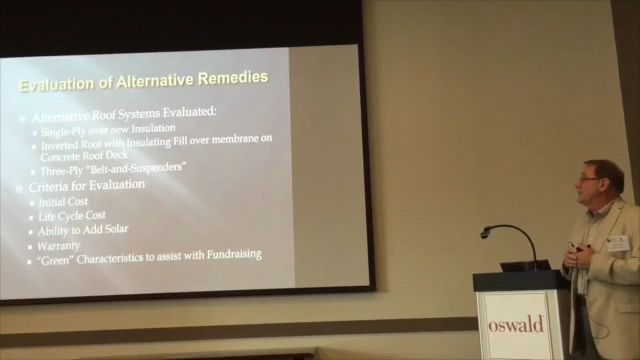 Evaluation of Alternative Remedies
Alternative Roof Systems Evaluated:
Single-Ply over new Insulation
Inverted Roof with Insulating Fill over membrane on
Concrete Roof Deck
Three-Ply "Belt-and-Suspenders"
Criteria for Evaluation
Initial Cost
Life Cycle Cost
Ability to Add Solar
Warranty
"Green" Characteristics to assist with Fundraising
oswald